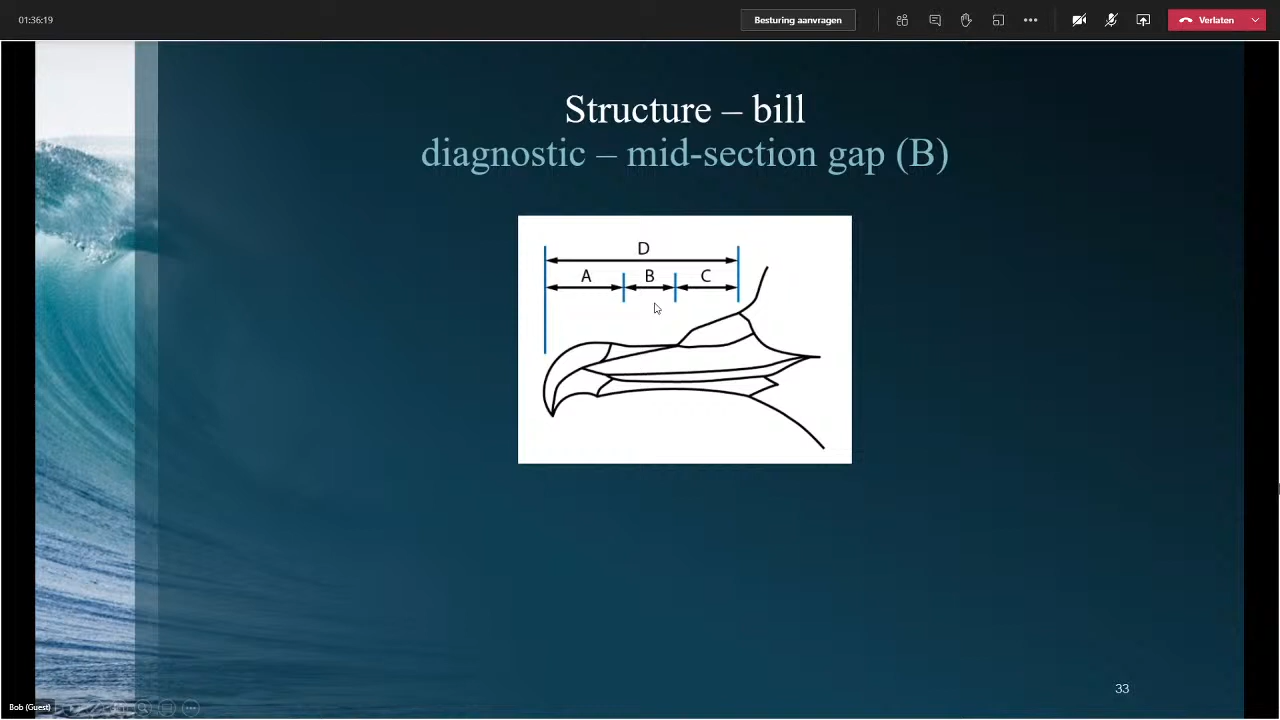 01:36:19
Besturing aanvragen
Verlaten
Structure – bill
diagnostic – mid-section gap (B)
D
A B C
33
Bob (Guest)